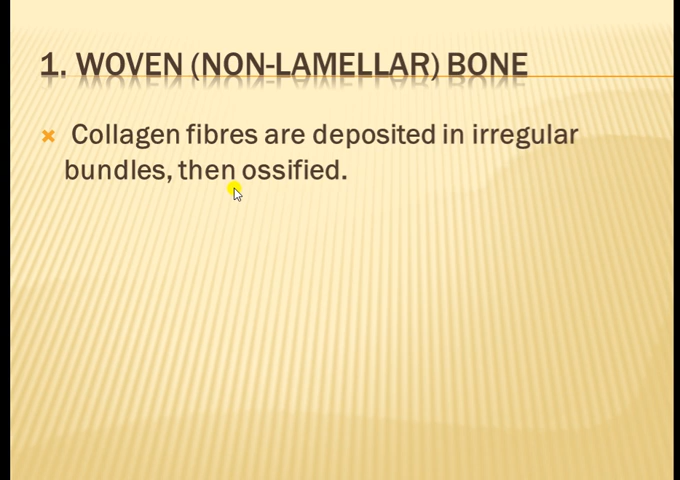 1. WOVEN (NON-LAMELLAR) BONE
Collagen fibres are deposited in irregular
bundles, then ossified.